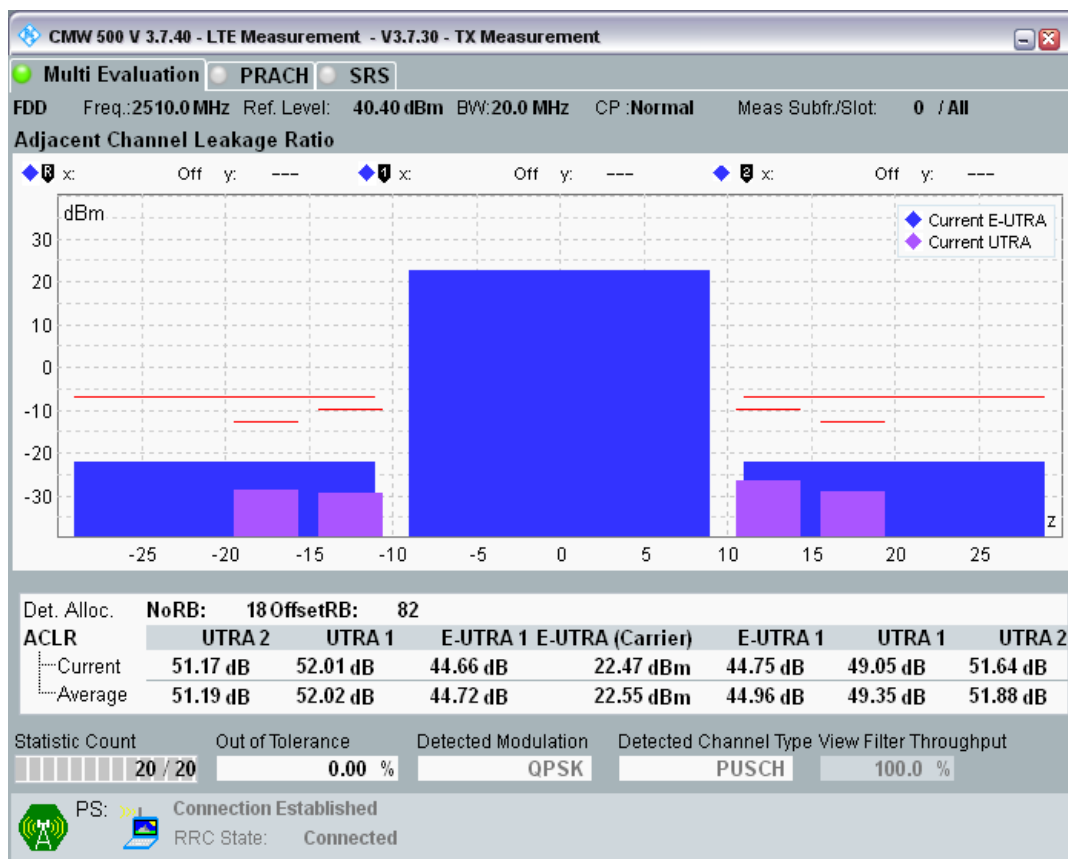 CMW 500 V 3.7.40 - LTE Measurement - V3.7.30 - TX Measurement
Multi Evaluation PRACH SRS
FDD Freq.:2510.0 MHz Ref. Level: 40.40 dBm BW:20.0 MHz CP :Normal Meas Subfr./Slot: 0 / All
Adjacent Channel Leakage Ratio
R x: Off y: --- 1 x: Off y: --- 2 x: Off y: ---
dBm
Current E-UTRA
Current UTRA
30
20
10
0
-10
-20
-30
z
-25 -20 -15 -10 -5 0 5 10 15 20 25
Det. Alloc. NoRB: 18 OffsetRB: 82
ACLR UTRA 2 UTRA 1 E-UTRA 1 E-UTRA (Carrier) E-UTRA 1 UTRA 1 UTRA 2
Current 51.17 dB 52.01 dB 44.66 dB 22.47 dBm 44.75 dB 49.05 dB 51.64 dB
Average 51.19 dB 52.02 dB 44.72 dB 22.55 dBm 44.96 dB 49.35 dB 51.88 dB
Statistic Count Out of Tolerance Detected Modulation Detected Channel Type View Filter Throughput
20 / 20 0.00 % QPSK PUSCH 100.0 %
PS: Connection Established
RRC State: Connected